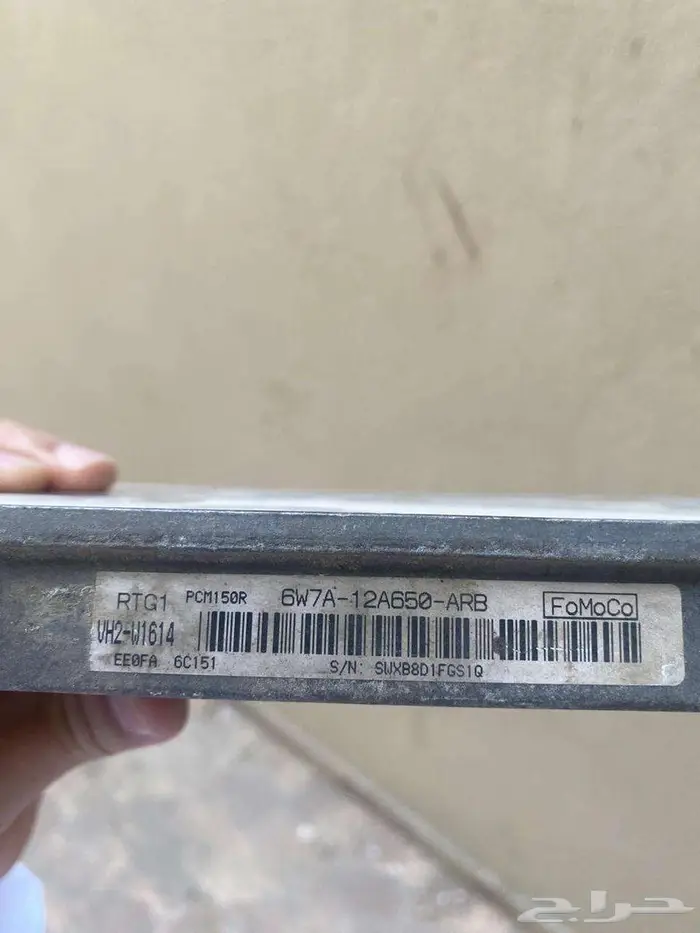 RTG1 PCM150R 6W7A-12A650-ARB FoMoCo
VH2-W1614
EE0FA 6C151 S/N: SWXB8D1FGS1Q
حراج